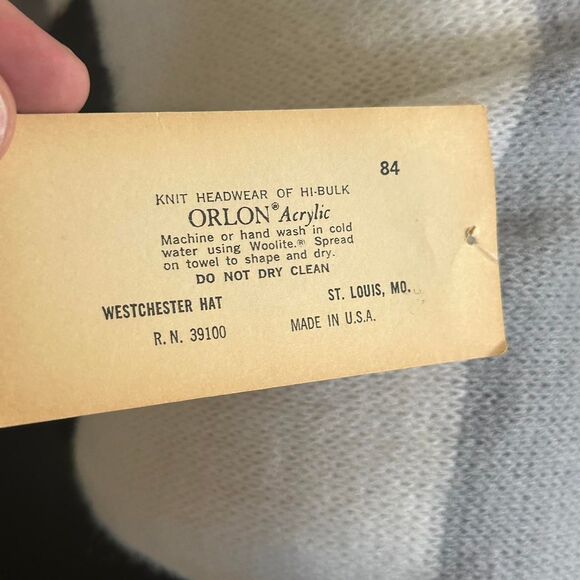 84
KNIT HEADWEAR OF HI-BULK
ORLON® Acrylic
Machine or hand wash in cold
water using Woolite.® Spread
on towel to shape and dry.
DO NOT DRY CLEAN
WESTCHESTER HAT ST. LOUIS, MO.
R. N. 39100 MADE IN U.S.A.